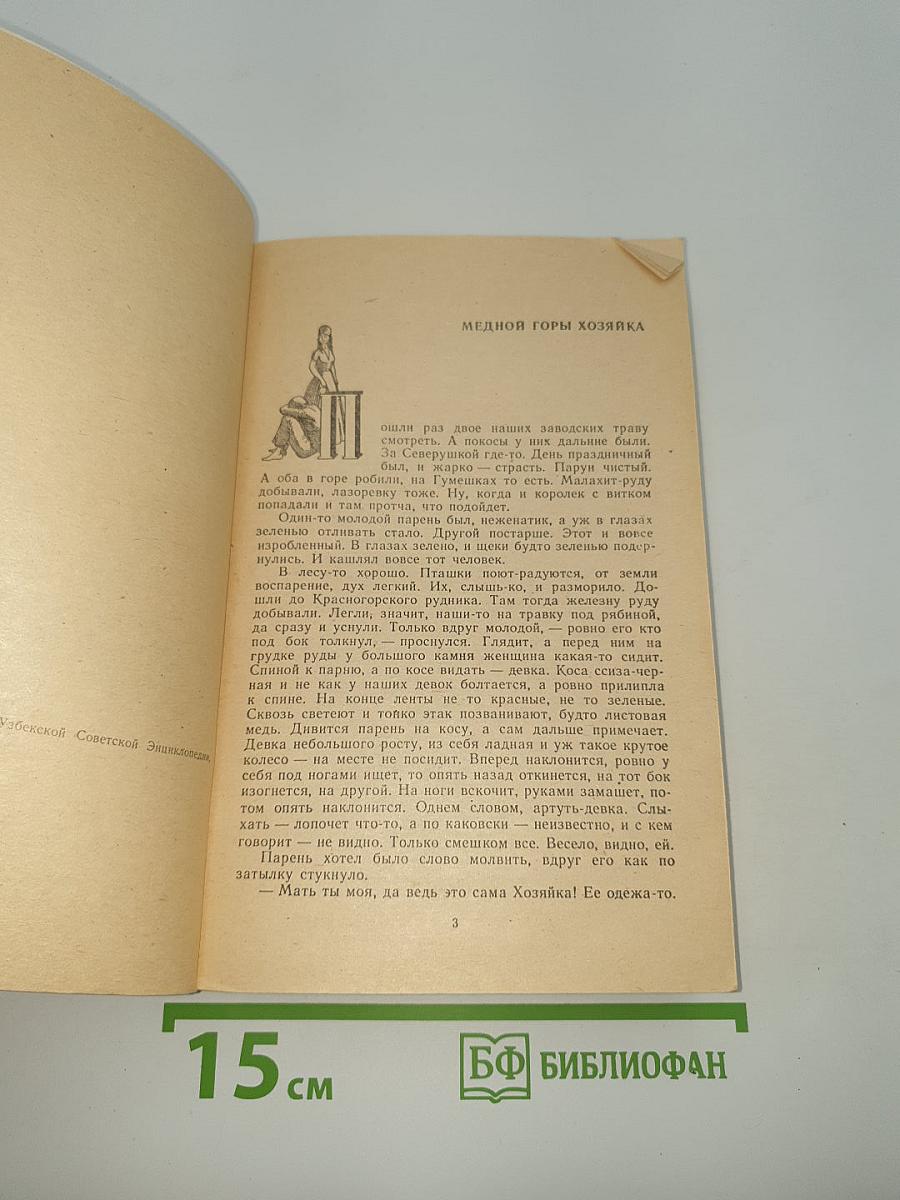 Узбекской Советской Энциклопедии,
МЕДНОЙ ГОРЫ ХОЗЯЙКА
Пошли раз двое наших заводских траву
смотреть. А покосы у них дальние были.
За Северушкой где-то. День праздничный
был, и жарко — страсть. Парун чистый.
А оба в горе робили, на Гумешках то есть. Малахит-руду
добывали, лазоревку тоже. Ну, когда и королек с витком
попадали и там протча, что подойдет.
Один-то молодой парень был, неженатик, а уж в глазах
зеленью отливать стало. Другой постарше. Этот и вовсе
изробленный. В глазах зелено, и щеки будто зеленью подер-
нулись. И кашлял вовсе тот человек.
В лесу-то хорошо. Пташки поют-радуются, от земли
воспарение, дух легкий. Их, слышь-ко, и разморило. До-
шли до Красногорского рудника. Там тогда железну руду
добывали. Легли, значит, наши-то на травку под рябиной,
да сразу и уснули. Только вдруг молодой, — ровно его кто
под бок толкнул, — проснулся. Глядит, а перед ним на
грудке руды у большого камня женщина какая-то сидит.
Спиной к парню, а по косе видать — девка. Коса ссиза-чер-
ная и не как у наших девок болтается, а ровно прилипла
к спине. На конце ленты не то красные, не то зеленые.
Сквозь светеют и тонко этак позванивают, будто листовая
медь. Дивится парень на косу, а сам дальше примечает.
Девка небольшого росту, из себя ладная и уж такое крутое
колесо — на месте не посидит. Вперед наклонится, ровно у
себя под ногами ищет, то опять назад откинется, на тот бок
изогнется, на другой. На ноги вскочит, руками замашет, по-
том опять наклонится. Однем словом, артуть-девка. Слы-
хать — лопочет что-то, а по каковски — неизвестно, и с кем
говорит — не видно. Только смешком все. Весело, видно, ей.
Парень хотел было слово молвить, вдруг его как по
затылку стукнуло.
— Мать ты моя, да ведь это сама Хозяйка! Ее одежа-то.
3
15 см
БФ БИБЛИОФАН